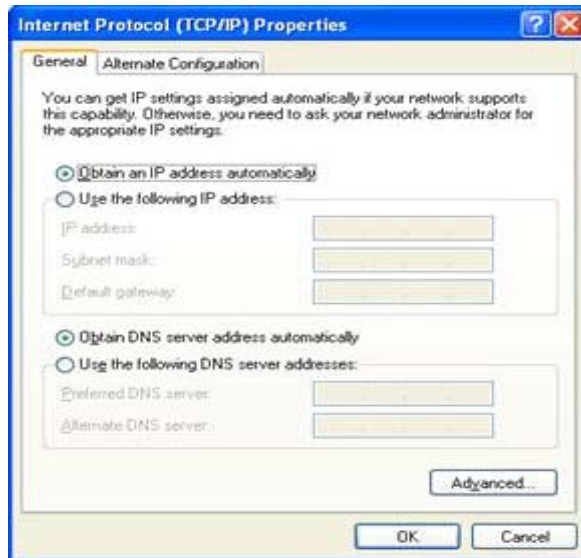 Internet Protocol (TCP/IP) Properties
General
Alternate Configuration
You can get IP settings assigned automatically if your network supports
this capability. Otherwise, you need to ask your network administrator for
the appropriate IP settings.
Obtain an IP address automatically
Use the following IP address:
IP address:
Subnet mask:
Default gateway:
Obtain DNS server address automatically
Use the following DNS server addresses:
Preferred DNS server:
Alternate DNS server:
Advanced...
OK
Cancel